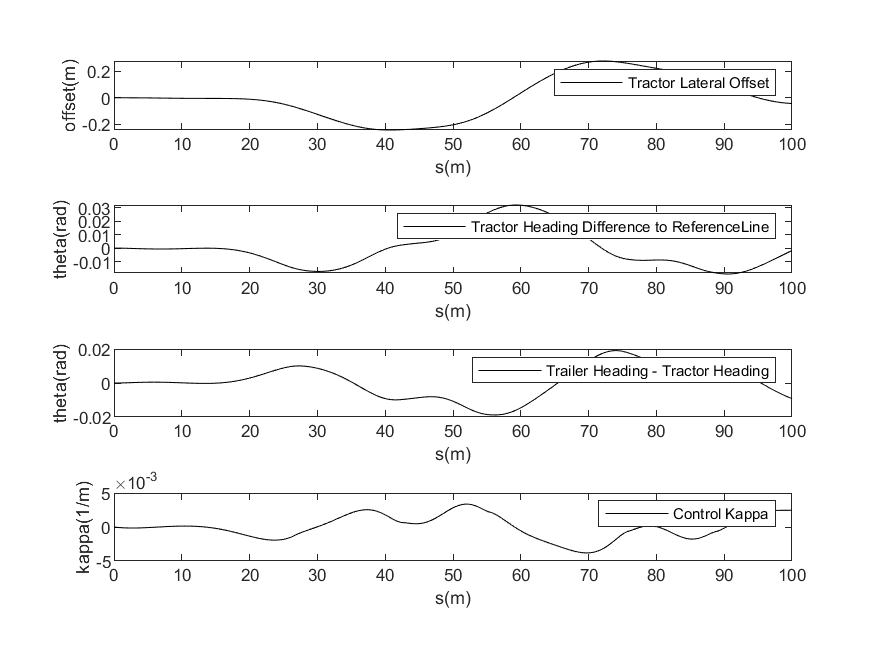 0.2
0
-0.2
offset(m)
Tractor Lateral Offset
0 10 20 30 40 50 60 70 80 90 100
s(m)
0.03
0.02
0.01
0
-0.01
theta(rad)
Tractor Heading Difference to ReferenceLine
0 10 20 30 40 50 60 70 80 90 100
s(m)
0.02
0
-0.02
theta(rad)
Trailer Heading - Tractor Heading
0 10 20 30 40 50 60 70 80 90 100
s(m)
×10⁻³
5
0
-5
kappa(1/m)
Control Kappa
0 10 20 30 40 50 60 70 80 90 100
s(m)